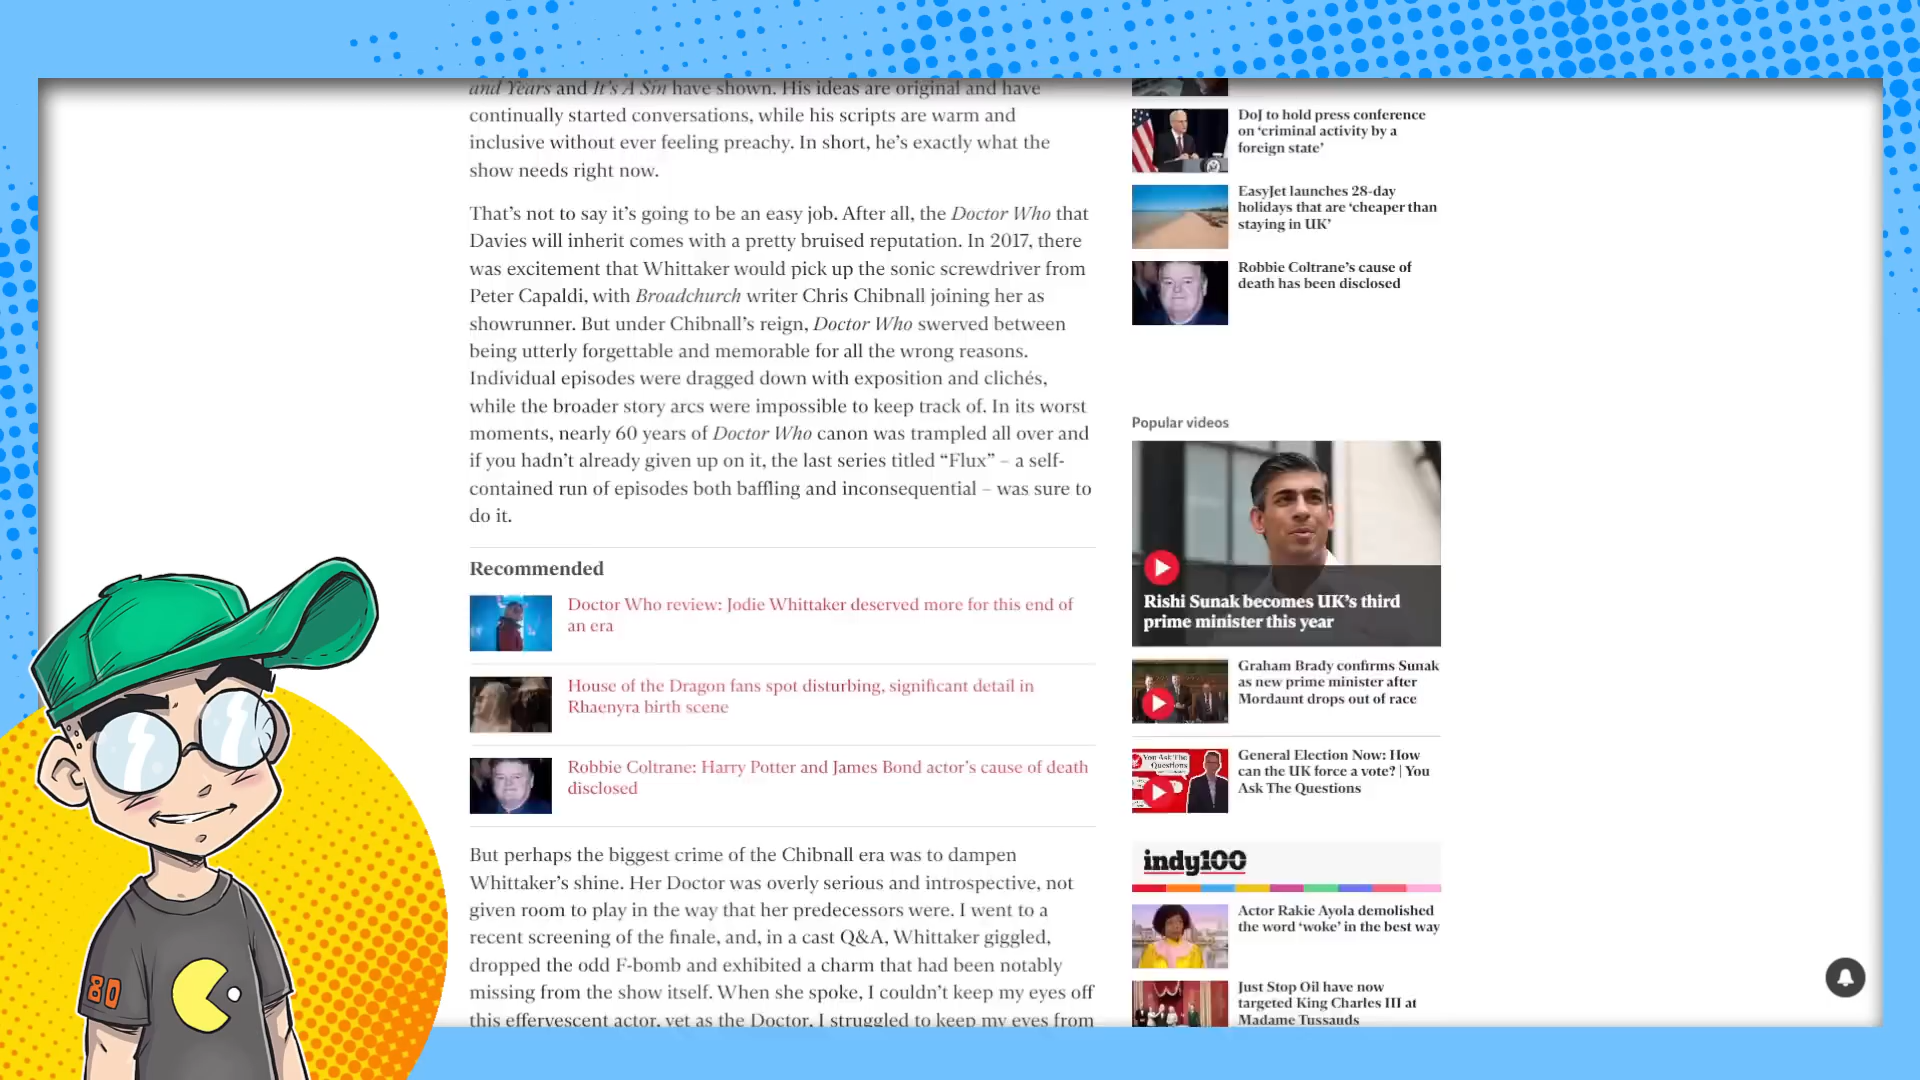 and Years and It's A Sin have shown. His ideas are original and have
continually started conversations, while his scripts are warm and
inclusive without ever feeling preachy. In short, he's exactly what the
show needs right now.
That's not to say it's going to be an easy job. After all, the Doctor Who that
Davies will inherit comes with a pretty bruised reputation. In 2017, there
was excitement that Whittaker would pick up the sonic screwdriver from
Peter Capaldi, with Broadchurch writer Chris Chibnall joining her as
showrunner. But under Chibnall's reign, Doctor Who swerved between
being utterly forgettable and memorable for all the wrong reasons.
Individual episodes were dragged down with exposition and clichés,
while the broader story arcs were impossible to keep track of. In its worst
moments, nearly 60 years of Doctor Who canon was trampled all over and
if you hadn't already given up on it, the last series titled “Flux” – a self-
contained run of episodes both baffling and inconsequential – was sure to
do it.
Recommended
Doctor Who review: Jodie Whittaker deserved more for this end of
an era
House of the Dragon fans spot disturbing, significant detail in
Rhaenyra birth scene
Robbie Coltrane: Harry Potter and James Bond actor's cause of death
disclosed
But perhaps the biggest crime of the Chibnall era was to dampen
Whittaker's shine. Her Doctor was overly serious and introspective, not
given room to play in the way that her predecessors were. I went to a
recent screening of the finale, and, in a cast Q&A, Whittaker giggled,
dropped the odd F-bomb and exhibited a charm that had been notably
missing from the show itself. When she spoke, I couldn't keep my eyes off
this effervescent actor, yet as the Doctor, I struggled to keep my eyes from
DoJ to hold press conference
on ‘criminal activity by a
foreign state’
EasyJet launches 28-day
holidays that are ‘cheaper than
staying in UK’
Robbie Coltrane's cause of
death has been disclosed
Popular videos
Rishi Sunak becomes UK's third
prime minister this year
Graham Brady confirms Sunak
as new prime minister after
Mordaunt drops out of race
You Ask The
Questions
General Election Now: How
can the UK force a vote? | You
Ask The Questions
indy100
Actor Rakie Ayola demolished
the word ‘woke’ in the best way
Just Stop Oil have now
targeted King Charles III at
Madame Tussauds
80